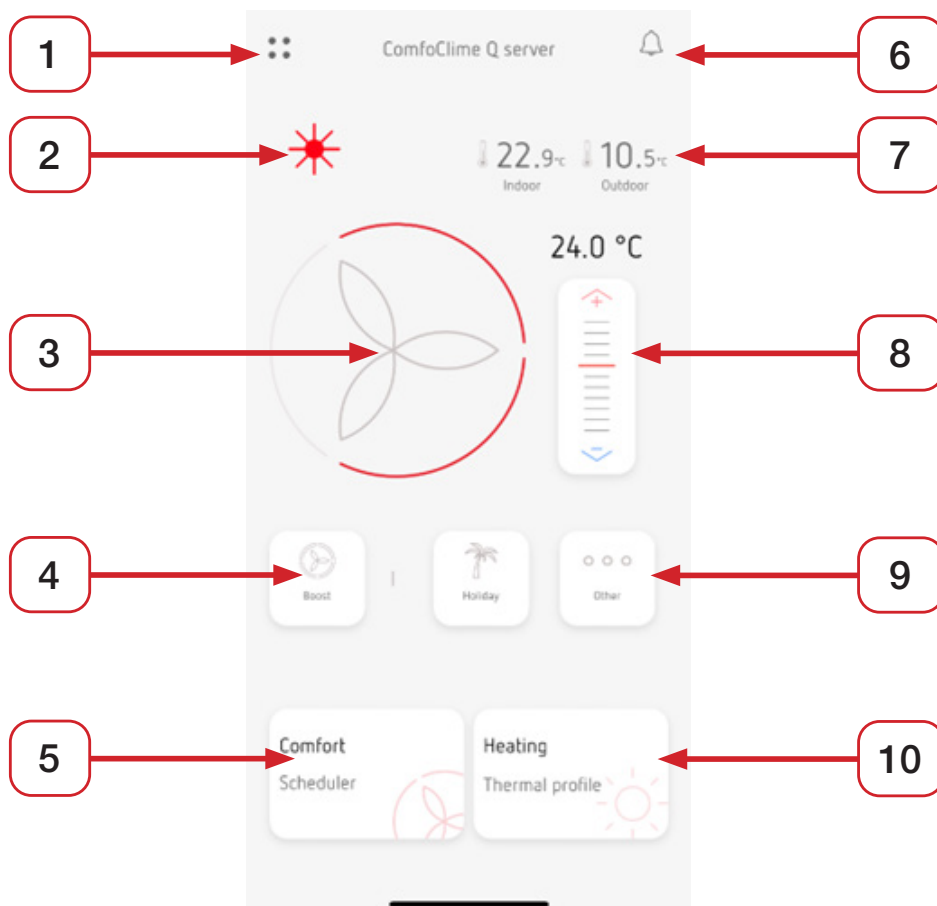 1
ComfoClime Q server
6
2
22.9°C
10.5°C
7
Indoor
Outdoor
24.0 °C
+
3
8
−
4
Boost
Holiday
Other
9
5
Comfort
Scheduler
Heating
Thermal profile
10